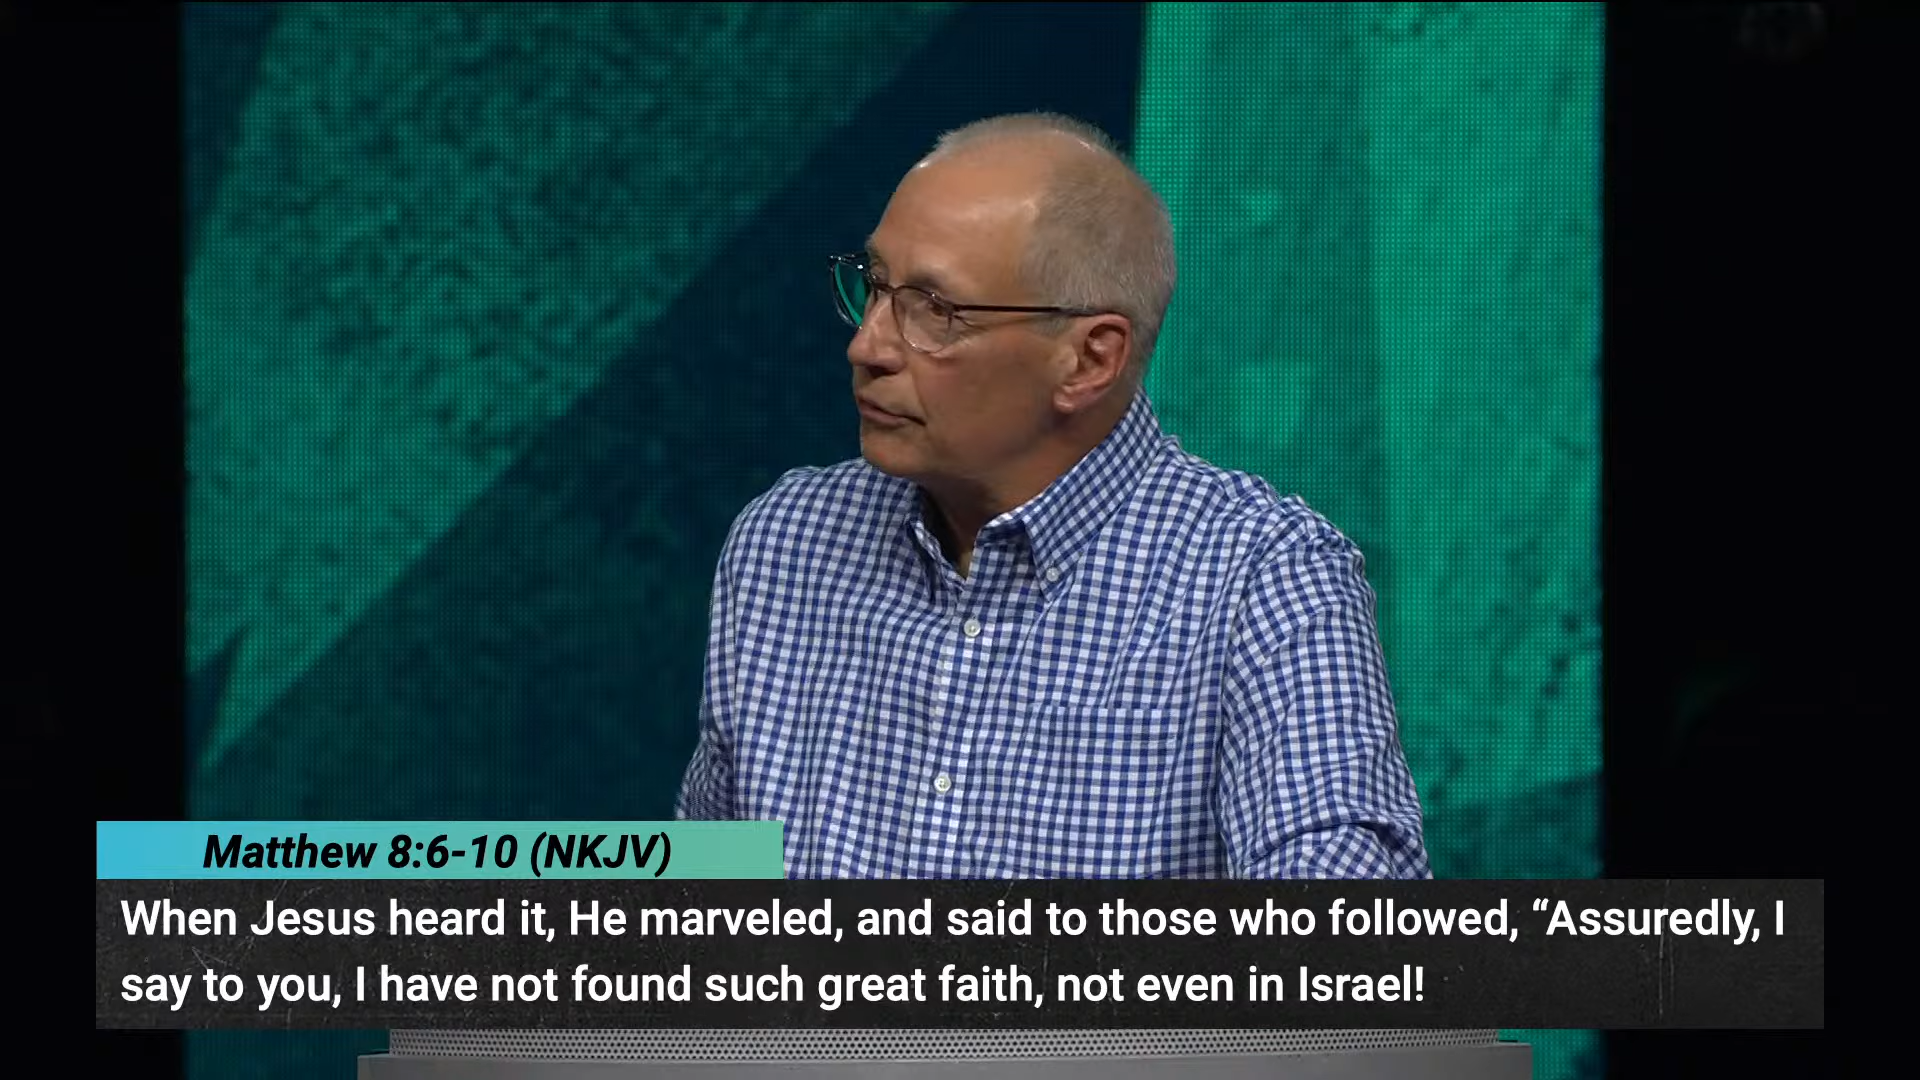 Matthew 8:6-10 (NKJV)
When Jesus heard it, He marveled, and said to those who followed, “Assuredly, I
say to you, I have not found such great faith, not even in Israel!